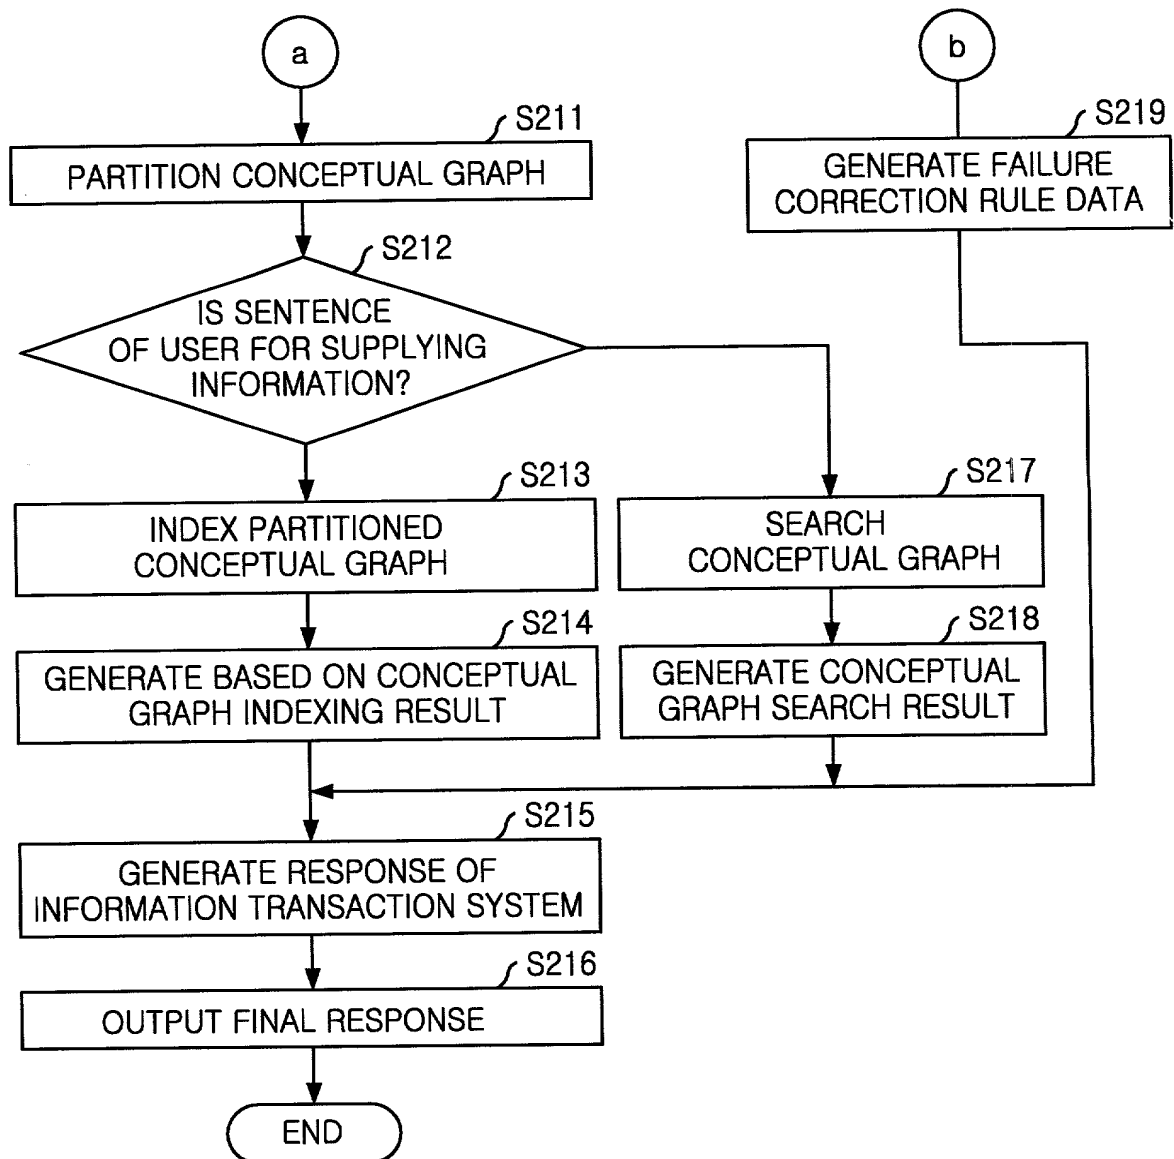 a
b
S211
PARTITION CONCEPTUAL GRAPH
S219
GENERATE FAILURE
CORRECTION RULE DATA
S212
IS SENTENCE
OF USER FOR SUPPLYING
INFORMATION?
S213
INDEX PARTITIONED
CONCEPTUAL GRAPH
S217
SEARCH
CONCEPTUAL GRAPH
S214
GENERATE BASED ON CONCEPTUAL
GRAPH INDEXING RESULT
S218
GENERATE CONCEPTUAL
GRAPH SEARCH RESULT
S215
GENERATE RESPONSE OF
INFORMATION TRANSACTION SYSTEM
S216
OUTPUT FINAL RESPONSE
END